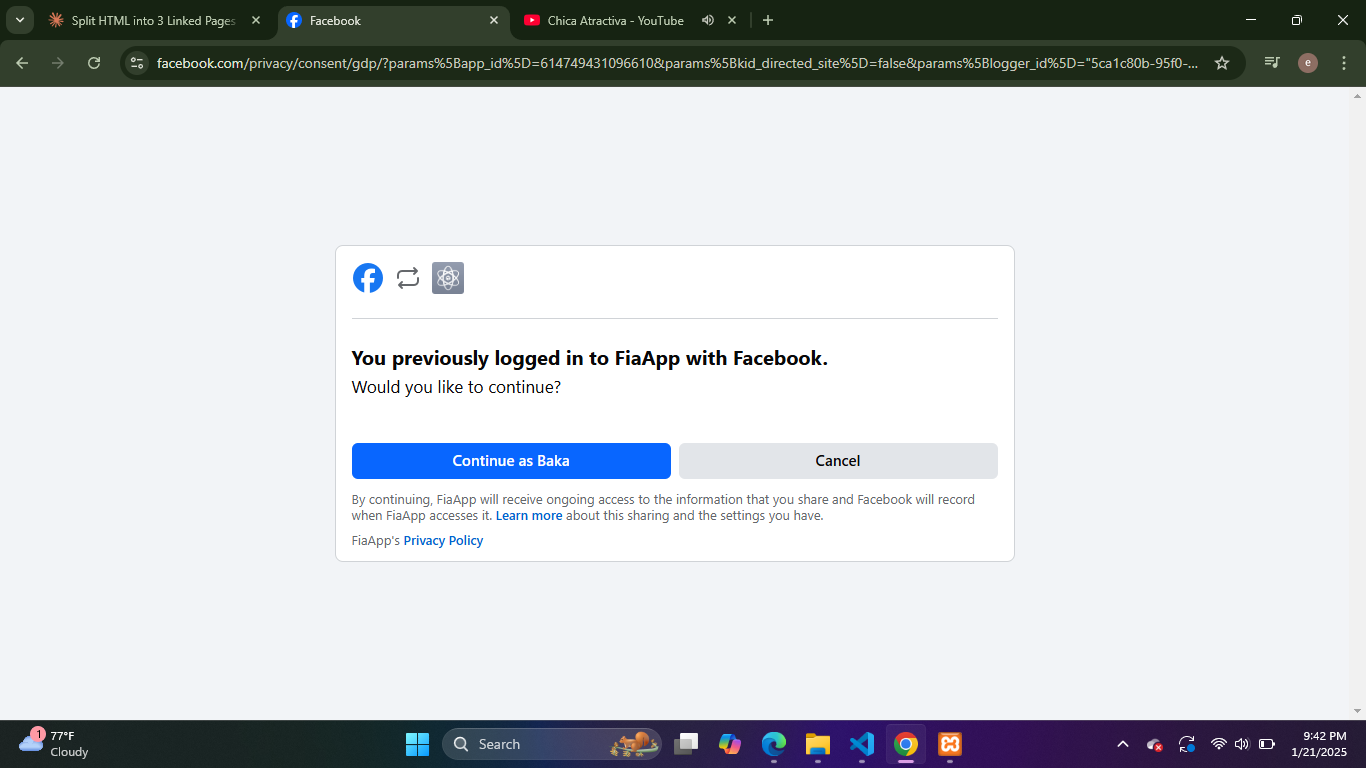 Split HTML into 3 Linked Pages
Facebook
Chica Atractiva - YouTube
facebook.com/privacy/consent/gdp/?params%5Bapp_id%5D=614749431096610&params%5Bkid_directed_site%5D=false&params%5Blogger_id%5D="5ca1c80b-95f0-...
e
You previously logged in to FiaApp with Facebook.
Would you like to continue?
Continue as Baka
Cancel
By continuing, FiaApp will receive ongoing access to the information that you share and Facebook will record
when FiaApp accesses it. Learn more about this sharing and the settings you have.
FiaApp's Privacy Policy
1
77°F
Cloudy
Search
9:42 PM
1/21/2025